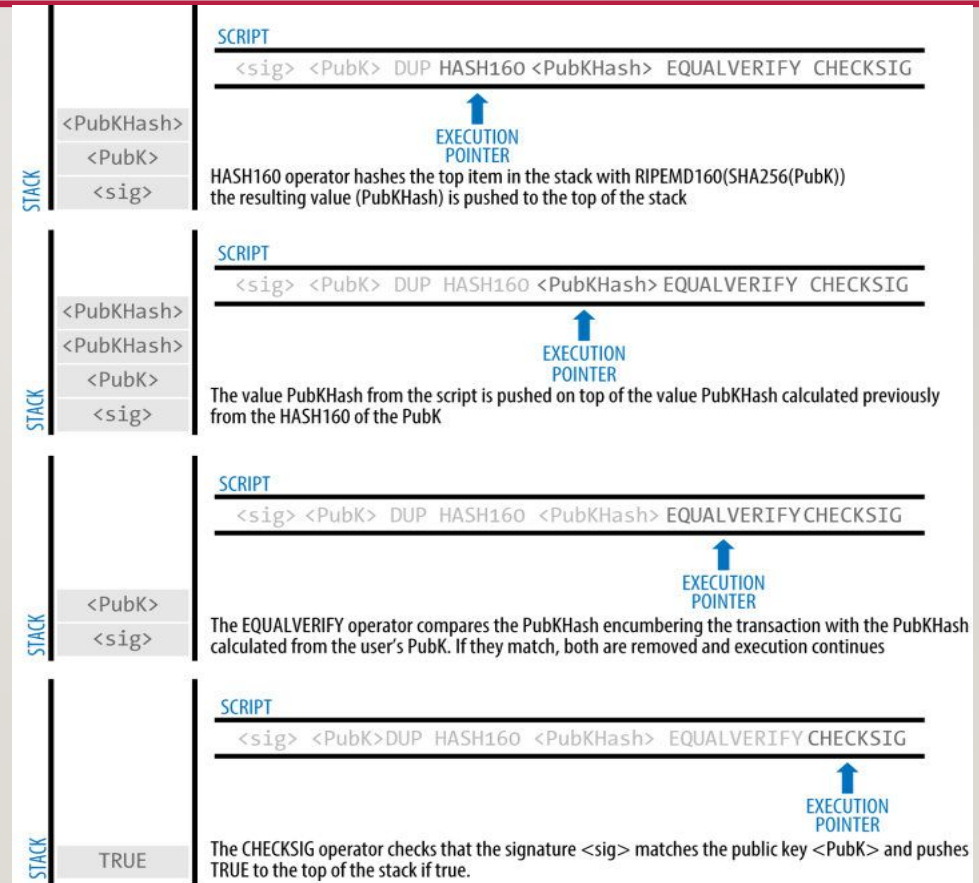 SCRIPT
<sig> <PubK> DUP HASH160 <PubKHash> EQUALVERIFY CHECKSIG
<PubKHash>
<PubK>
<sig>
STACK
EXECUTION
POINTER
HASH160 operator hashes the top item in the stack with RIPEMD160(SHA256(PubK))
the resulting value (PubKHash) is pushed to the top of the stack
SCRIPT
<sig> <PubK> DUP HASH160 <PubKHash> EQUALVERIFY CHECKSIG
<PubKHash>
<PubKHash>
<PubK>
<sig>
STACK
EXECUTION
POINTER
The value PubKHash from the script is pushed on top of the value PubKHash calculated previously
from the HASH160 of the PubK
SCRIPT
<sig> <PubK> DUP HASH160 <PubKHash> EQUALVERIFY CHECKSIG
<PubK>
<sig>
STACK
EXECUTION
POINTER
The EQUALVERIFY operator compares the PubKHash encumbering the transaction with the PubKHash
calculated from the user's PubK. If they match, both are removed and execution continues
SCRIPT
<sig> <PubK>DUP HASH160 <PubKHash> EQUALVERIFY CHECKSIG
TRUE
STACK
EXECUTION
POINTER
The CHECKSIG operator checks that the signature <sig> matches the public key <PubK> and pushes
TRUE to the top of the stack if true.